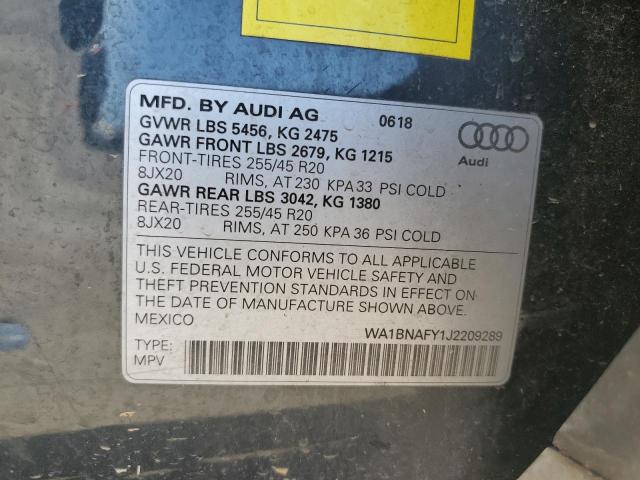 MFD. BY AUDI AG 0618
GVWR LBS 5456, KG 2475
GAWR FRONT LBS 2679, KG 1215
FRONT-TIRES 255/45 R20
8JX20 RIMS, AT 230 KPA 33 PSI COLD
GAWR REAR LBS 3042, KG 1380
REAR-TIRES 255/45 R20
8JX20 RIMS, AT 250 KPA 36 PSI COLD
Audi
THIS VEHICLE CONFORMS TO ALL APPLICABLE
U.S. FEDERAL MOTOR VEHICLE SAFETY AND
THEFT PREVENTION STANDARDS IN EFFECT ON
THE DATE OF MANUFACTURE SHOWN ABOVE.
MEXICO
WA1BNAFY1J2209289
TYPE:
MPV